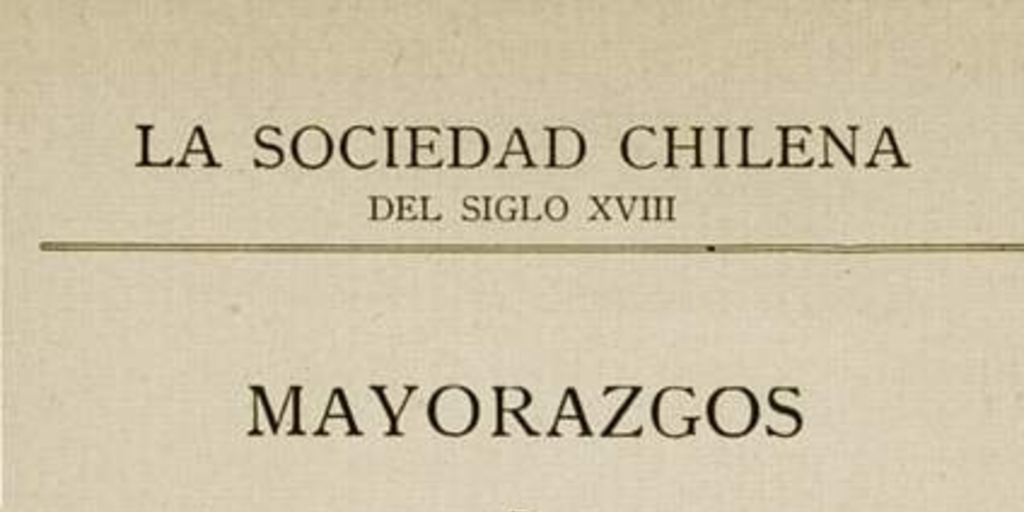 LA SOCIEDAD CHILENA
DEL SIGLO XVIII
MAYORAZGOS